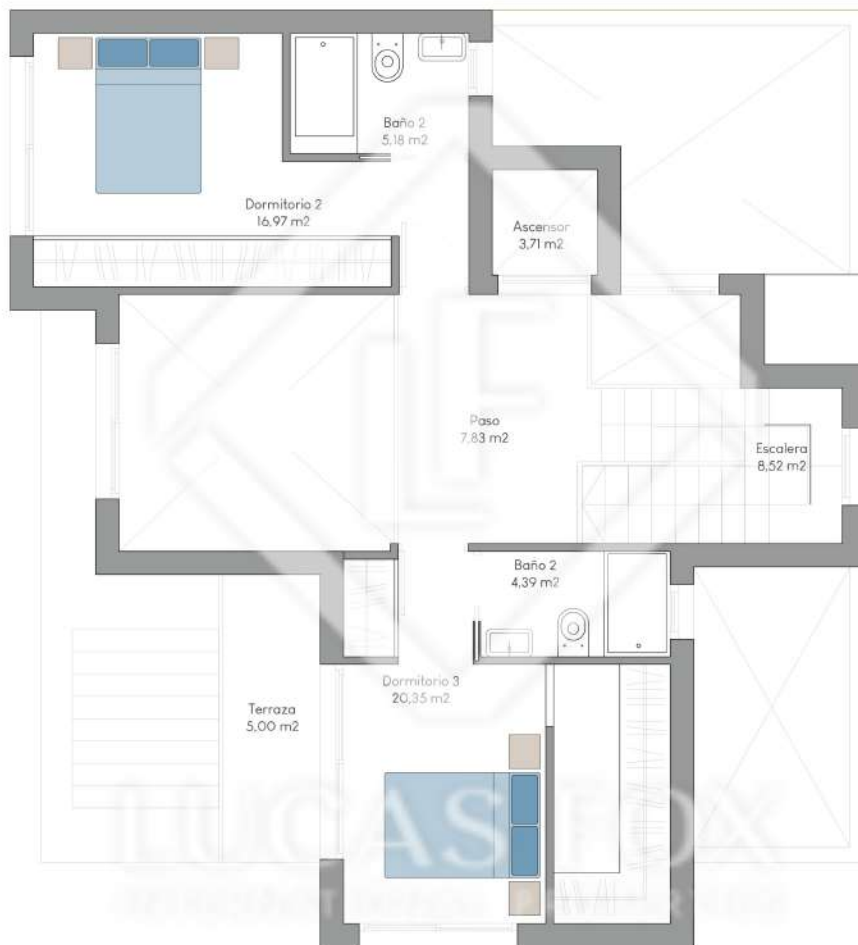 Baño 2
5,18 m2
Dormitorio 2
16,97 m2
Ascensor
3,71 m2
Paso
7,83 m2
Escalera
8,52 m2
Baño 2
4,39 m2
Dormitorio 3
20,35 m2
Terraza
5,00 m2
LUCAS FOX